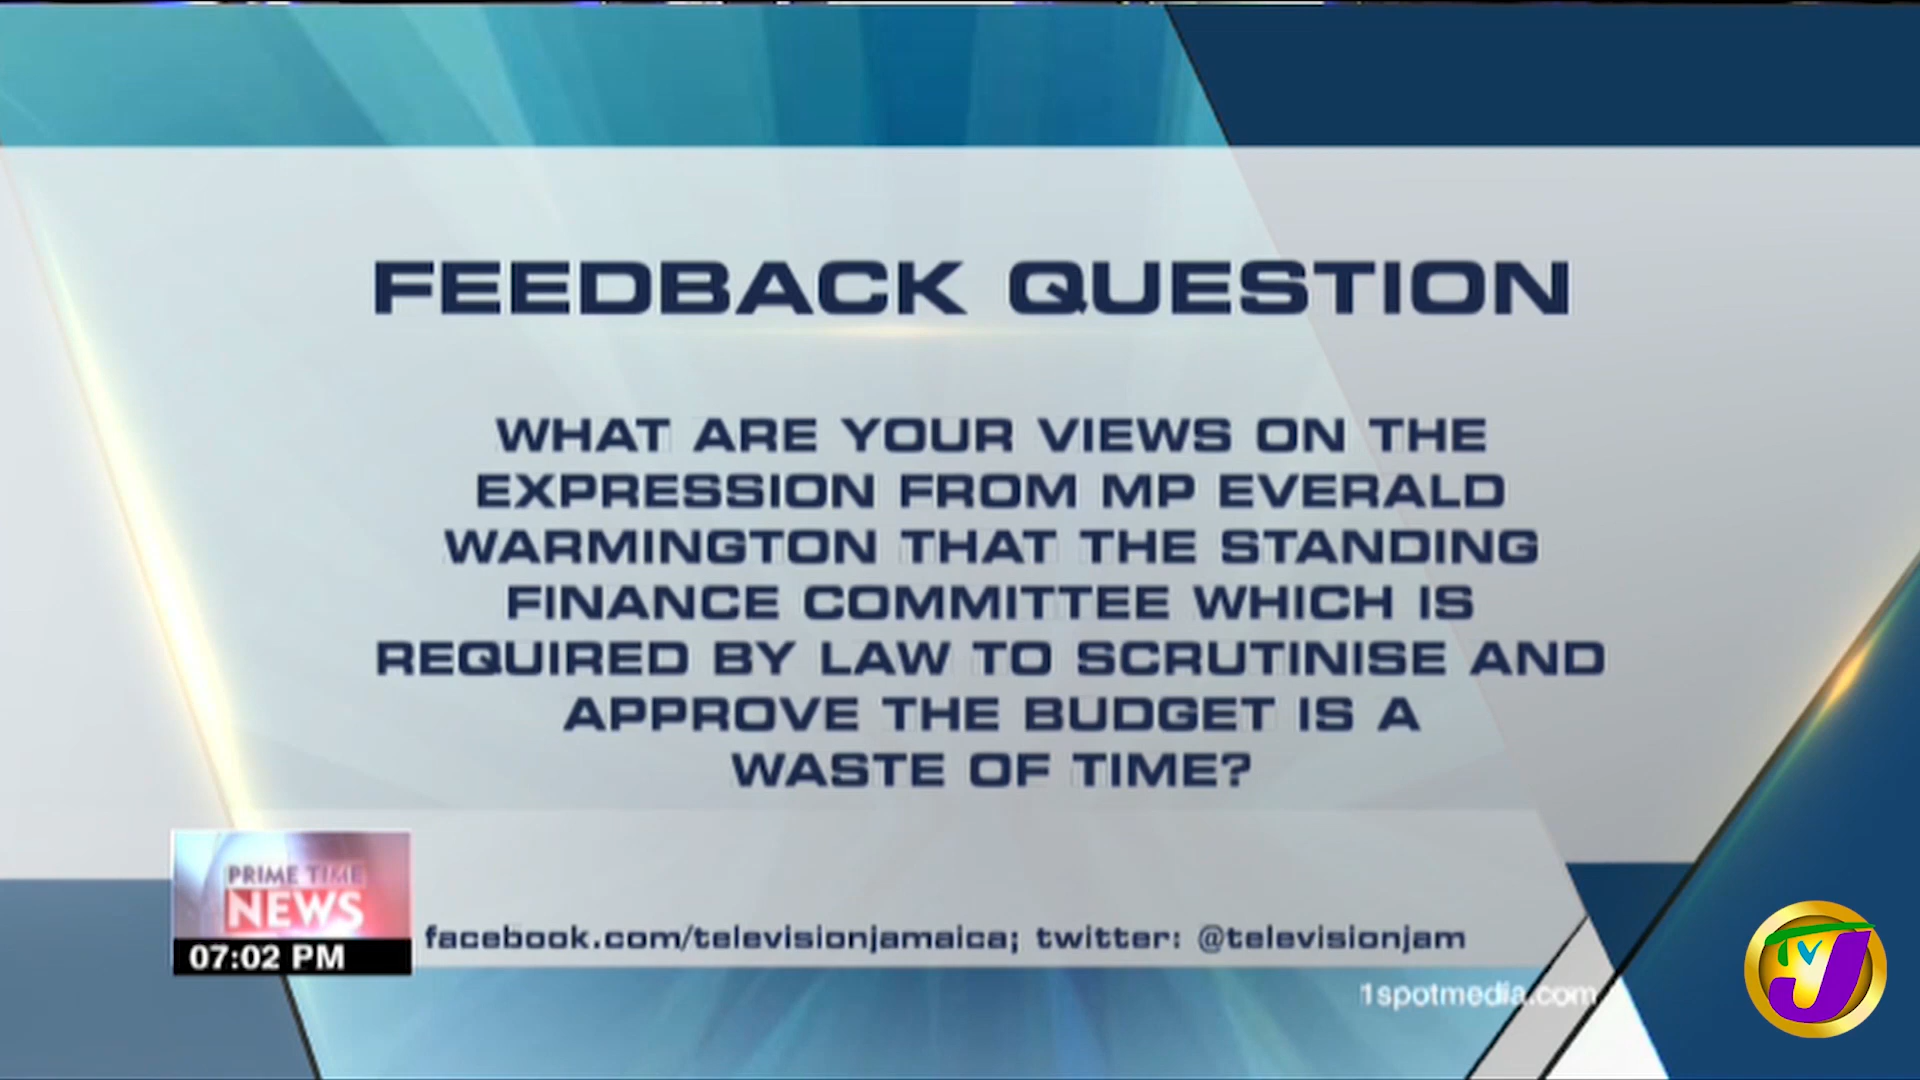 FEEDBACK QUESTION
WHAT ARE YOUR VIEWS ON THE
EXPRESSION FROM MP EVERALD
WARMINGTON THAT THE STANDING
FINANCE COMMITTEE WHICH IS
REQUIRED BY LAW TO SCRUTINISE AND
APPROVE THE BUDGET IS A
WASTE OF TIME?
PRIME TIME
NEWS
07:02 PM
facebook.com/televisionjamaica; twitter: @televisionjam
1spotmedia.com
TVJ